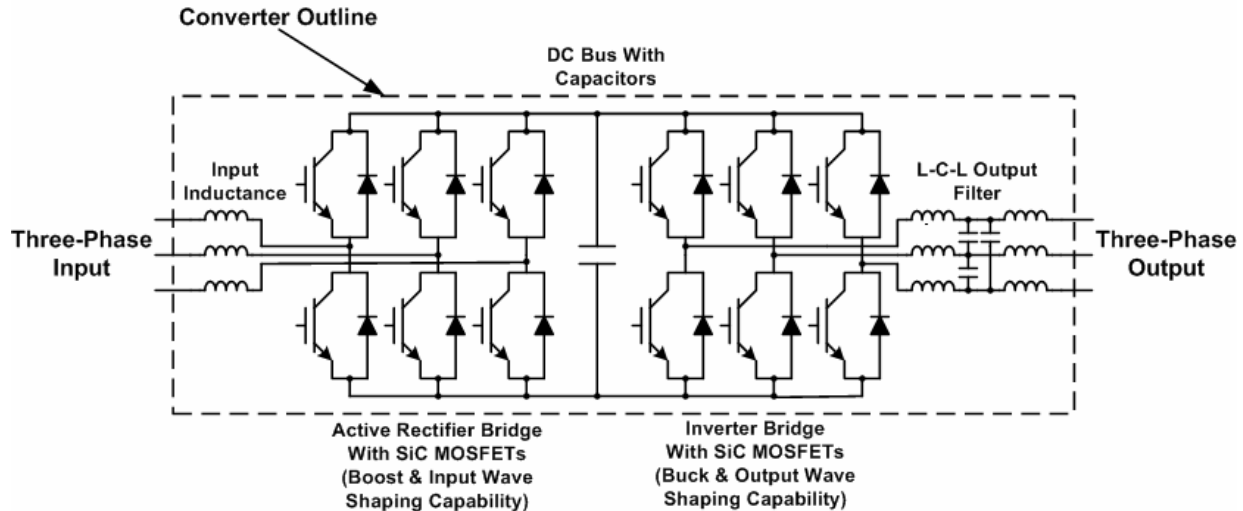 Converter Outline
DC Bus With
Capacitors
Input
Inductance
L-C-L Output
Filter
Three-Phase
Input
Three-Phase
Output
Active Rectifier Bridge
With SiC MOSFETs
(Boost & Input Wave
Shaping Capability)
Inverter Bridge
With SiC MOSFETs
(Buck & Output Wave
Shaping Capability)